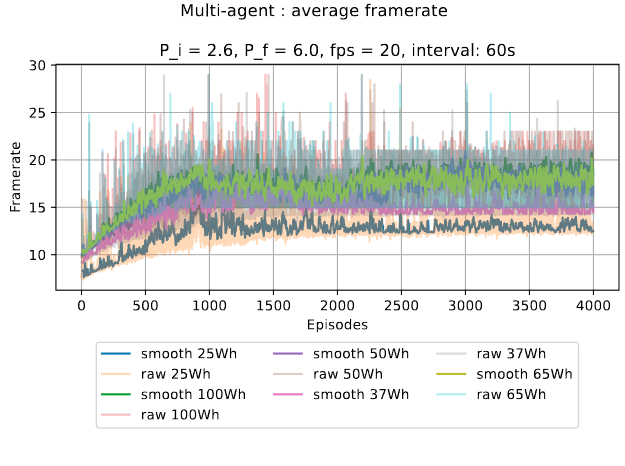 Multi-agent : average framerate
P_i = 2.6, P_f = 6.0, fps = 20, interval: 60s
30
25
20
15
10
Framerate
0 500 1000 1500 2000 2500 3000 3500 4000
Episodes
smooth 25Wh smooth 50Wh raw 37Wh
raw 25Wh raw 50Wh smooth 65Wh
smooth 100Wh smooth 37Wh raw 65Wh
raw 100Wh